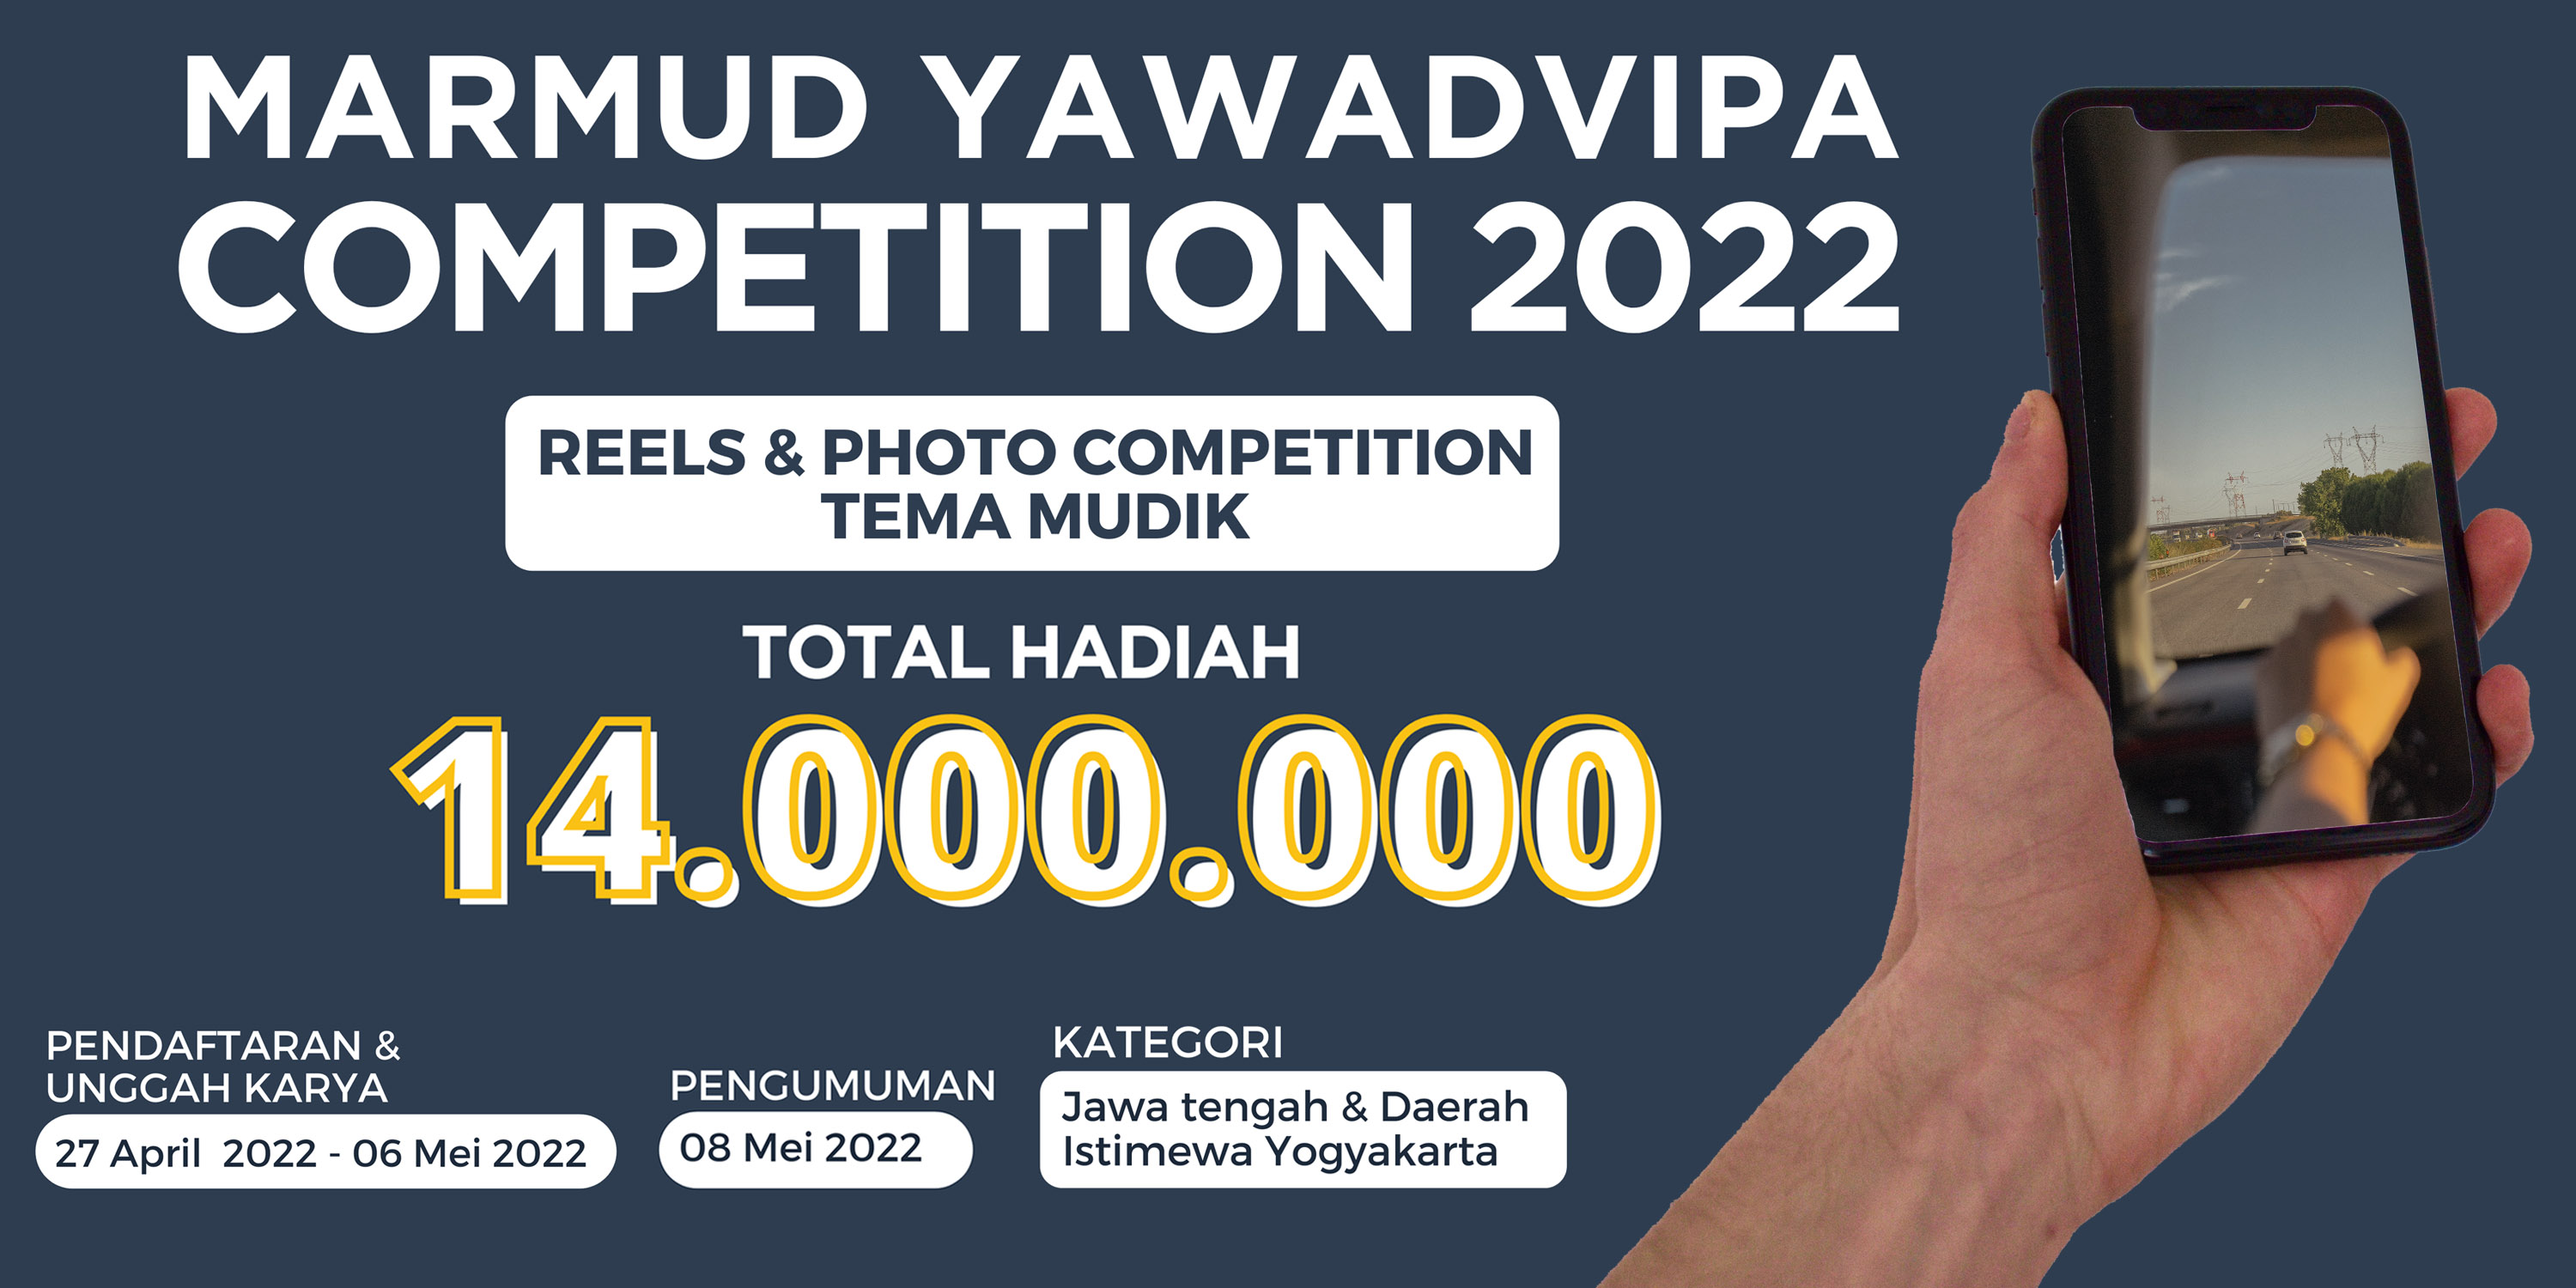 MARMUD YAWADVIPA
COMPETITION 2022
REELS & PHOTO COMPETITION
TEMA MUDIK
TOTAL HADIAH
14.000.000
PENDAFTARAN &
UNGGAH KARYA
27 April 2022 - 06 Mei 2022
PENGUMUMAN
08 Mei 2022
KATEGORI
Jawa tengah & Daerah
Istimewa Yogyakarta